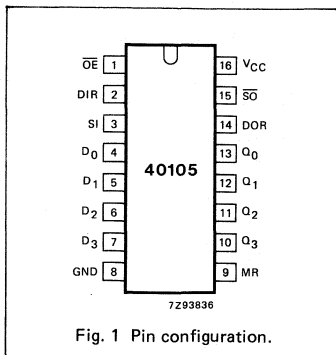 OE 1 16 VCC
DIR 2 15 SO
SI 3 14 DOR
D0 4 13 Q0
40105
D1 5 12 Q1
D2 6 11 Q2
D3 7 10 Q3
GND 8 9 MR
7Z93836
Fig. 1 Pin configuration.